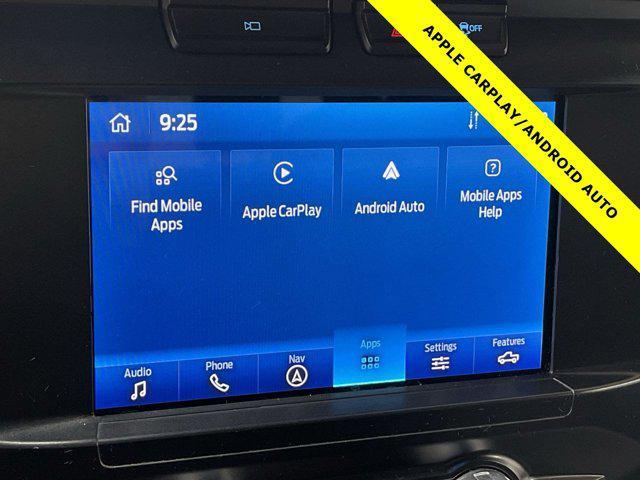 OFF
APPLE CARPLAY/ANDROID AUTO
9:25
Find Mobile
Apps
Apple CarPlay
Android Auto
Mobile Apps
Help
Audio
Phone
Nav
Apps
Settings
Features